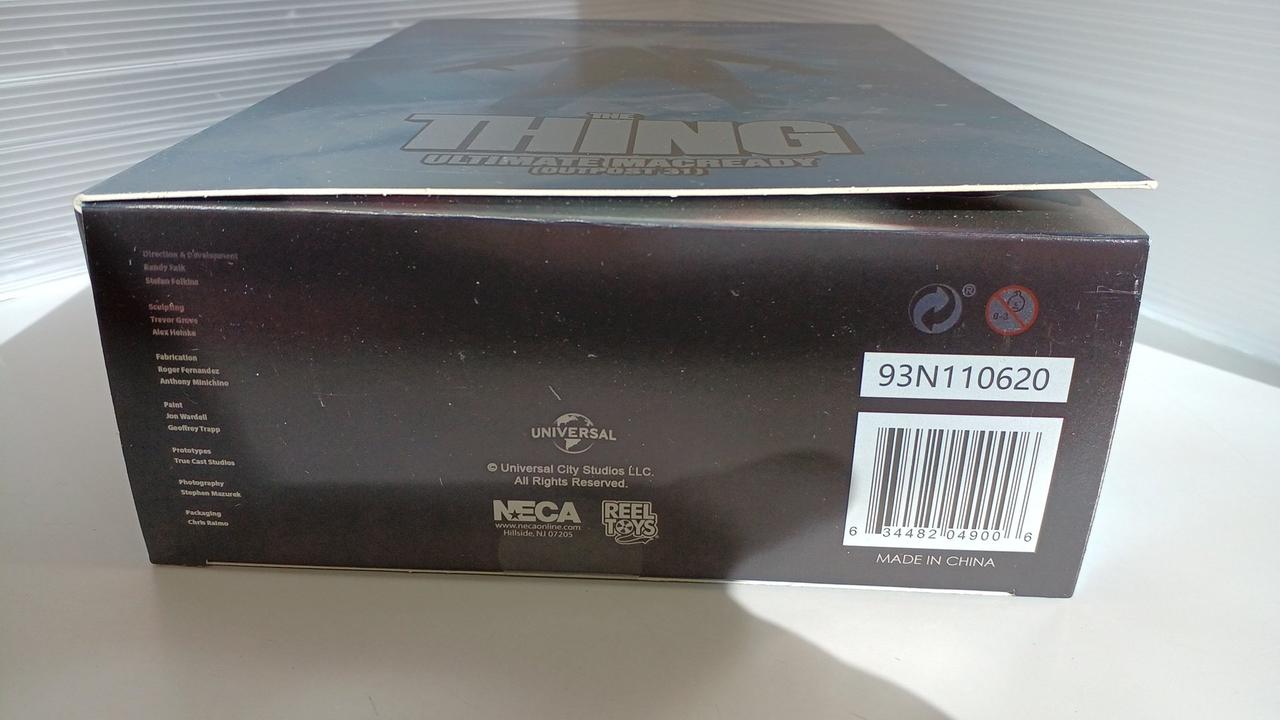 THE
THiNG
ULTIMATE MACREADY
(OUTPOST 31)
Direction & Development
Randy Falk
Stefan Folkins
Sculpting
Trevor Grove
Alex Heinke
Fabrication
Roger Fernandez
Anthony Minichino
Paint
Jon Wardell
Geoffrey Trapp
Prototypes
True Cast Studios
Photography
Stephen Mazurek
Packaging
Chris Raimo
UNIVERSAL
© Universal City Studios LLC.
All Rights Reserved.
NECA
www.necaonline.com
Hillside, NJ 07205
REEL
TOYS
®
0-3
93N110620
6 34482 04900 6
MADE IN CHINA